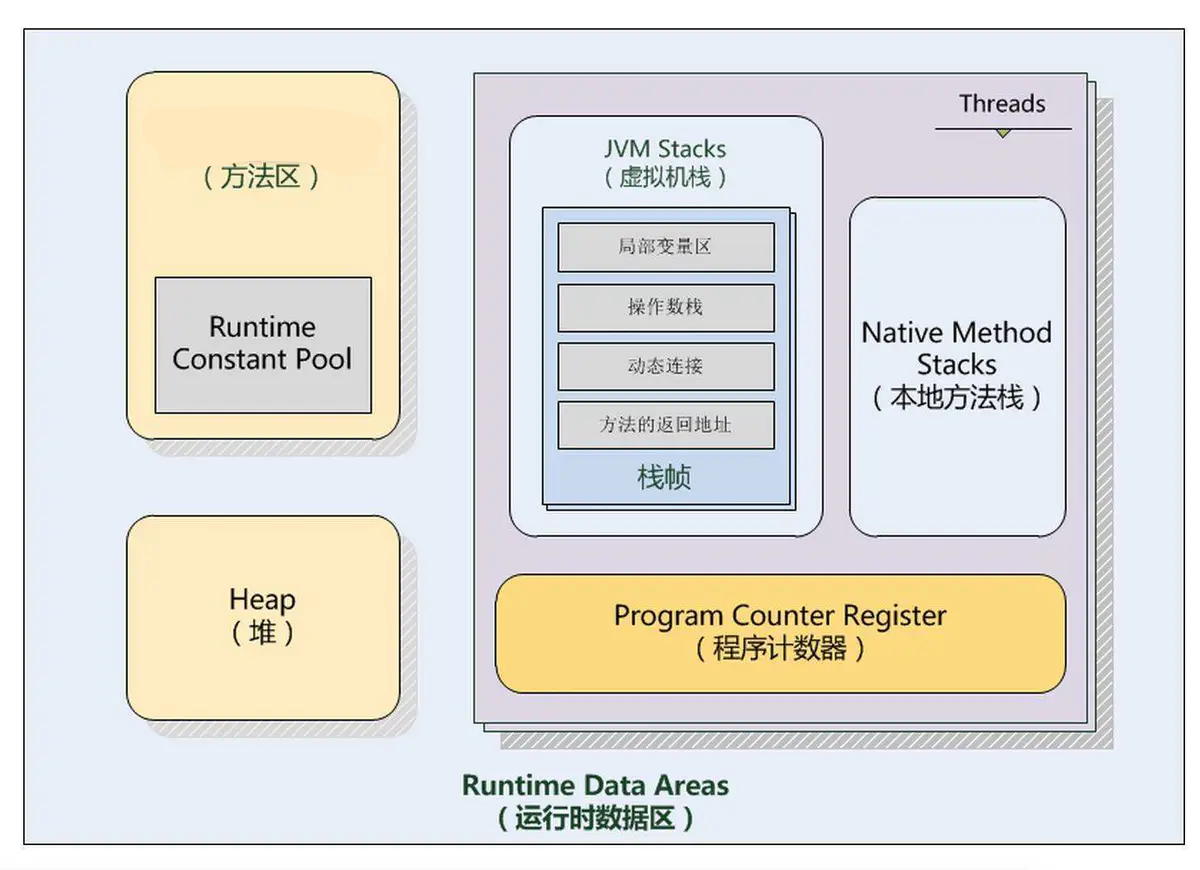 （方法区）
Runtime
Constant Pool
Heap
（堆）
Threads
JVM Stacks
（虚拟机栈）
局部变量区
操作数栈
动态连接
方法的返回地址
栈帧
Native Method
Stacks
（本地方法栈）
Program Counter Register
（程序计数器）
Runtime Data Areas
（运行时数据区）